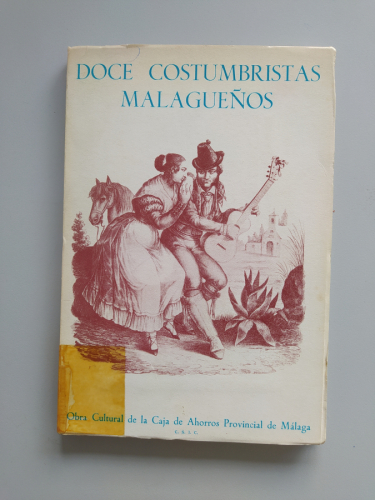 DOCE COSTUMBRISTAS
MALAGUEÑOS
Obra Cultural de la Caja de Ahorros Provincial de Málaga